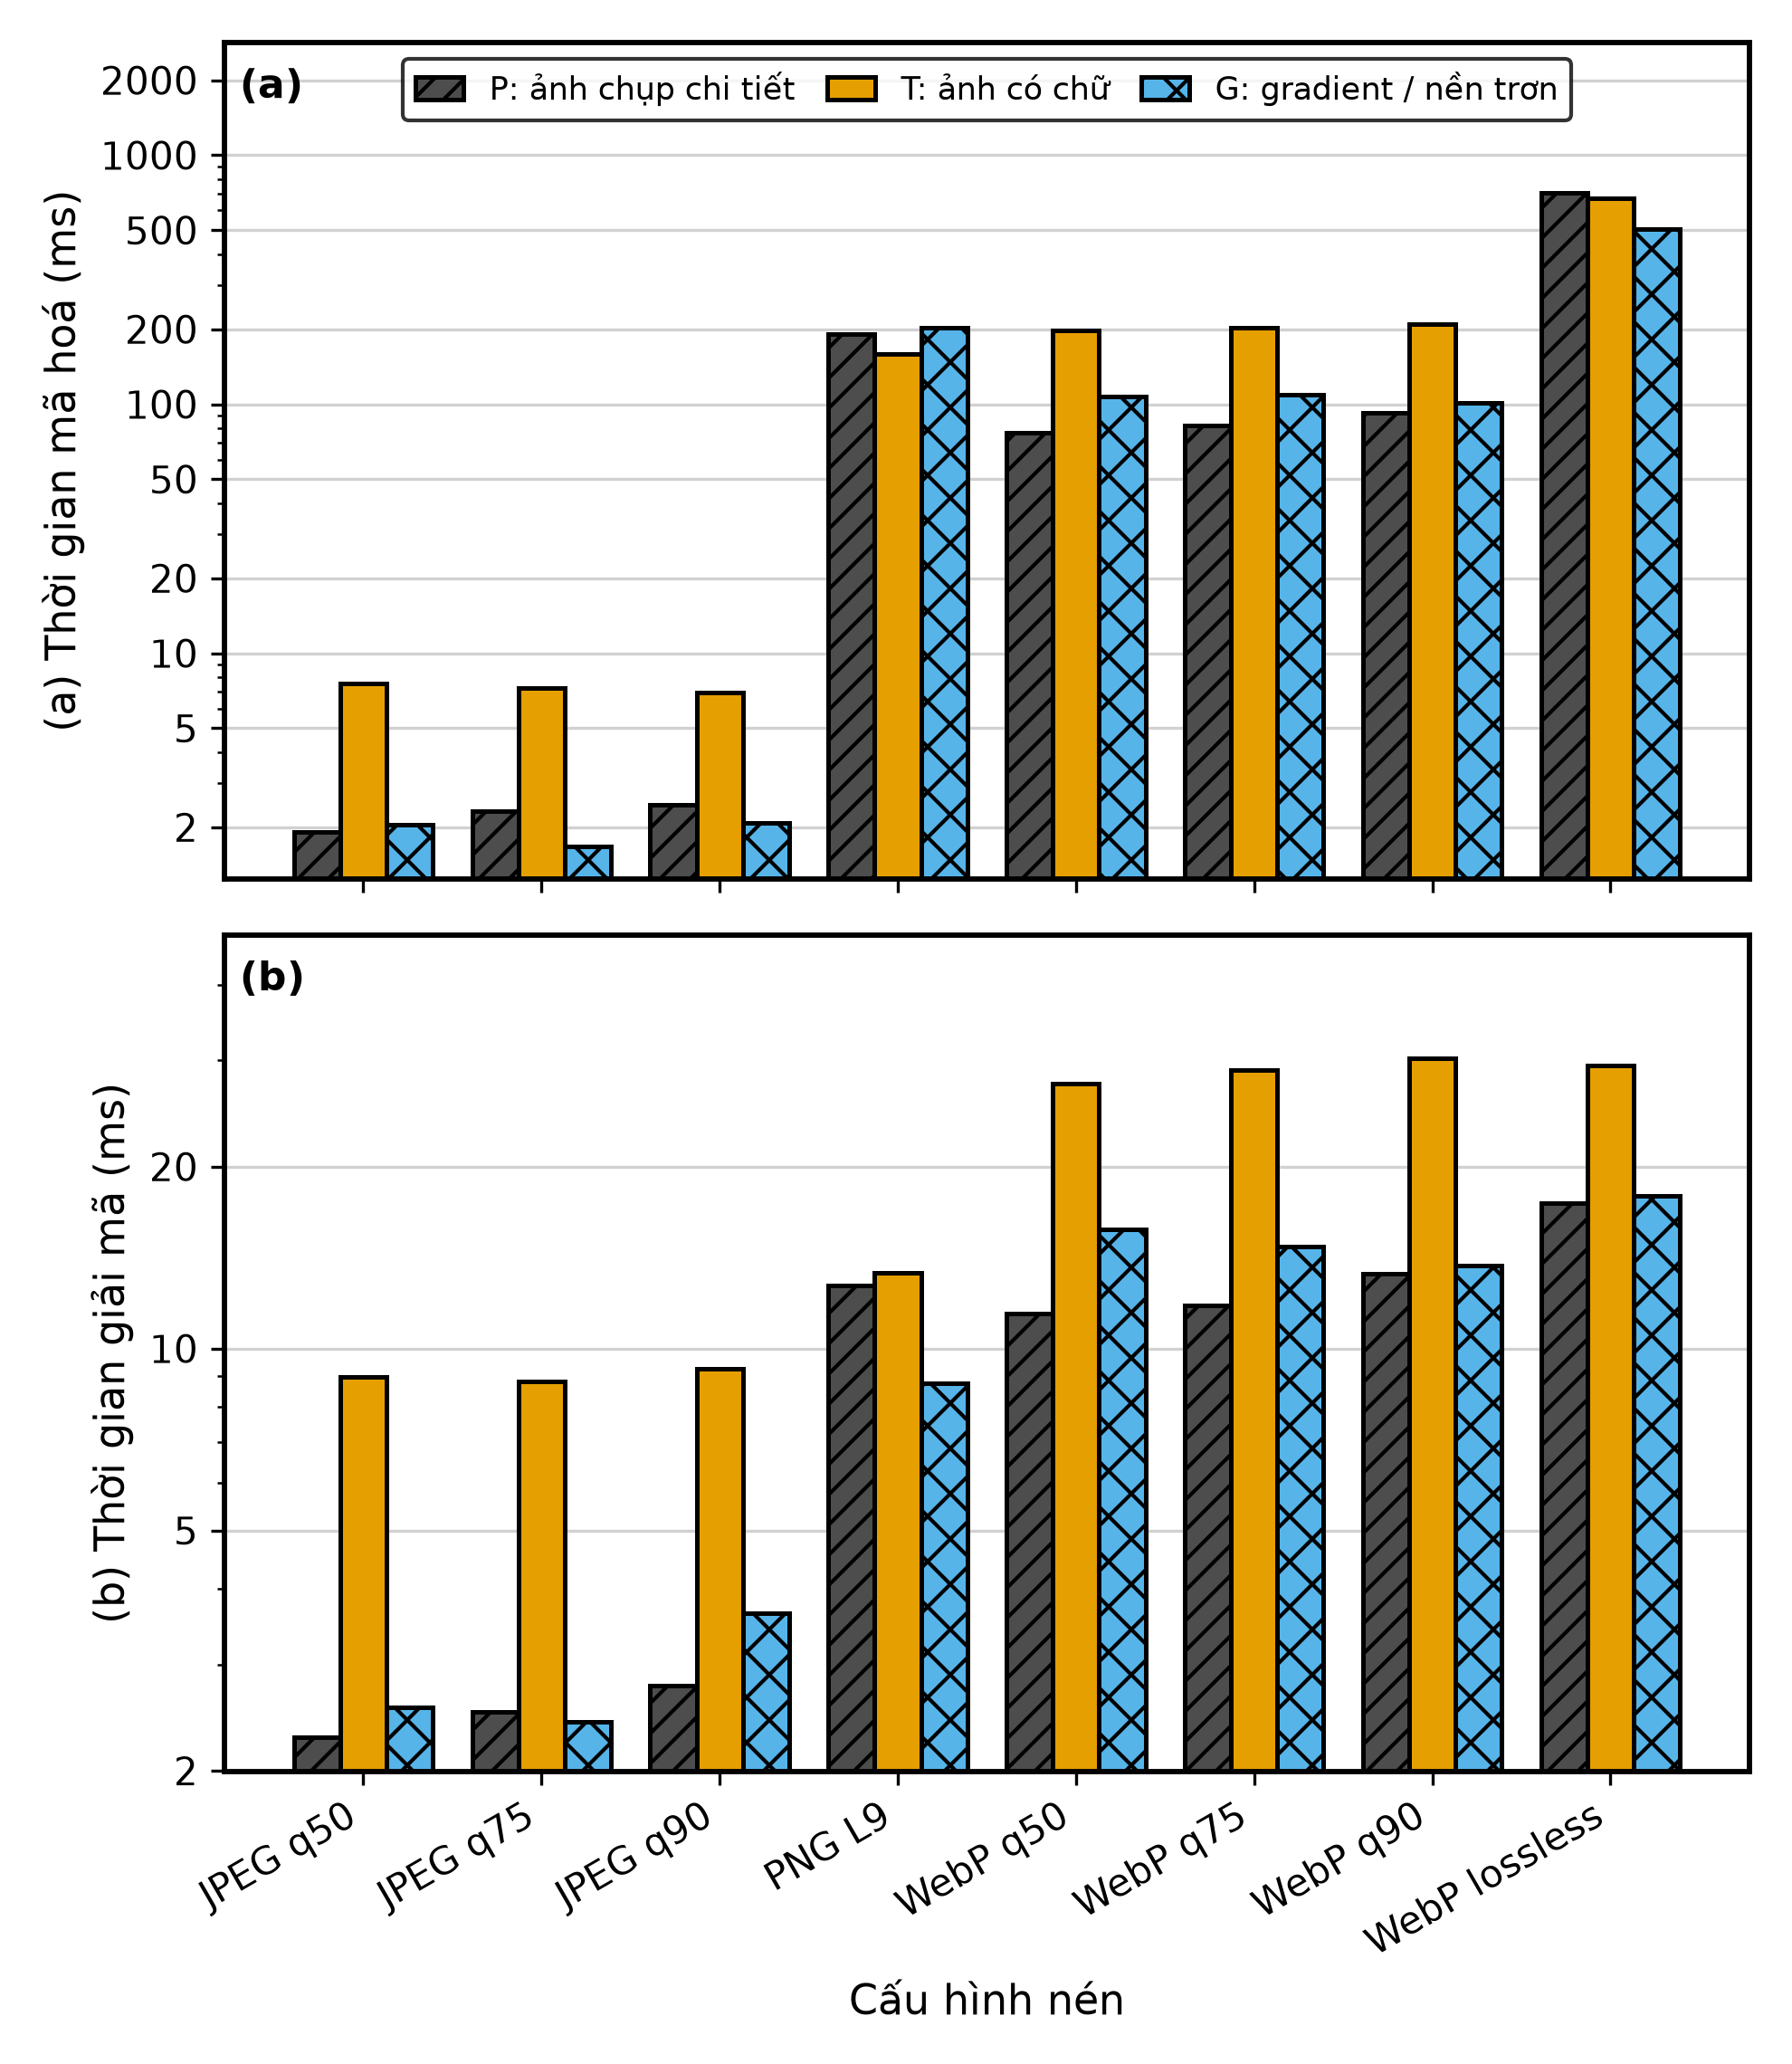 (a)
P: ảnh chụp chi tiết
T: ảnh có chữ
G: gradient / nền trơn
(a) Thời gian mã hoá (ms)
2000
1000
500
200
100
50
20
10
5
2
(b)
(b) Thời gian giải mã (ms)
20
10
5
2
JPEG q50
JPEG q75
JPEG q90
PNG L9
WebP q50
WebP q75
WebP q90
WebP lossless
Cấu hình nén